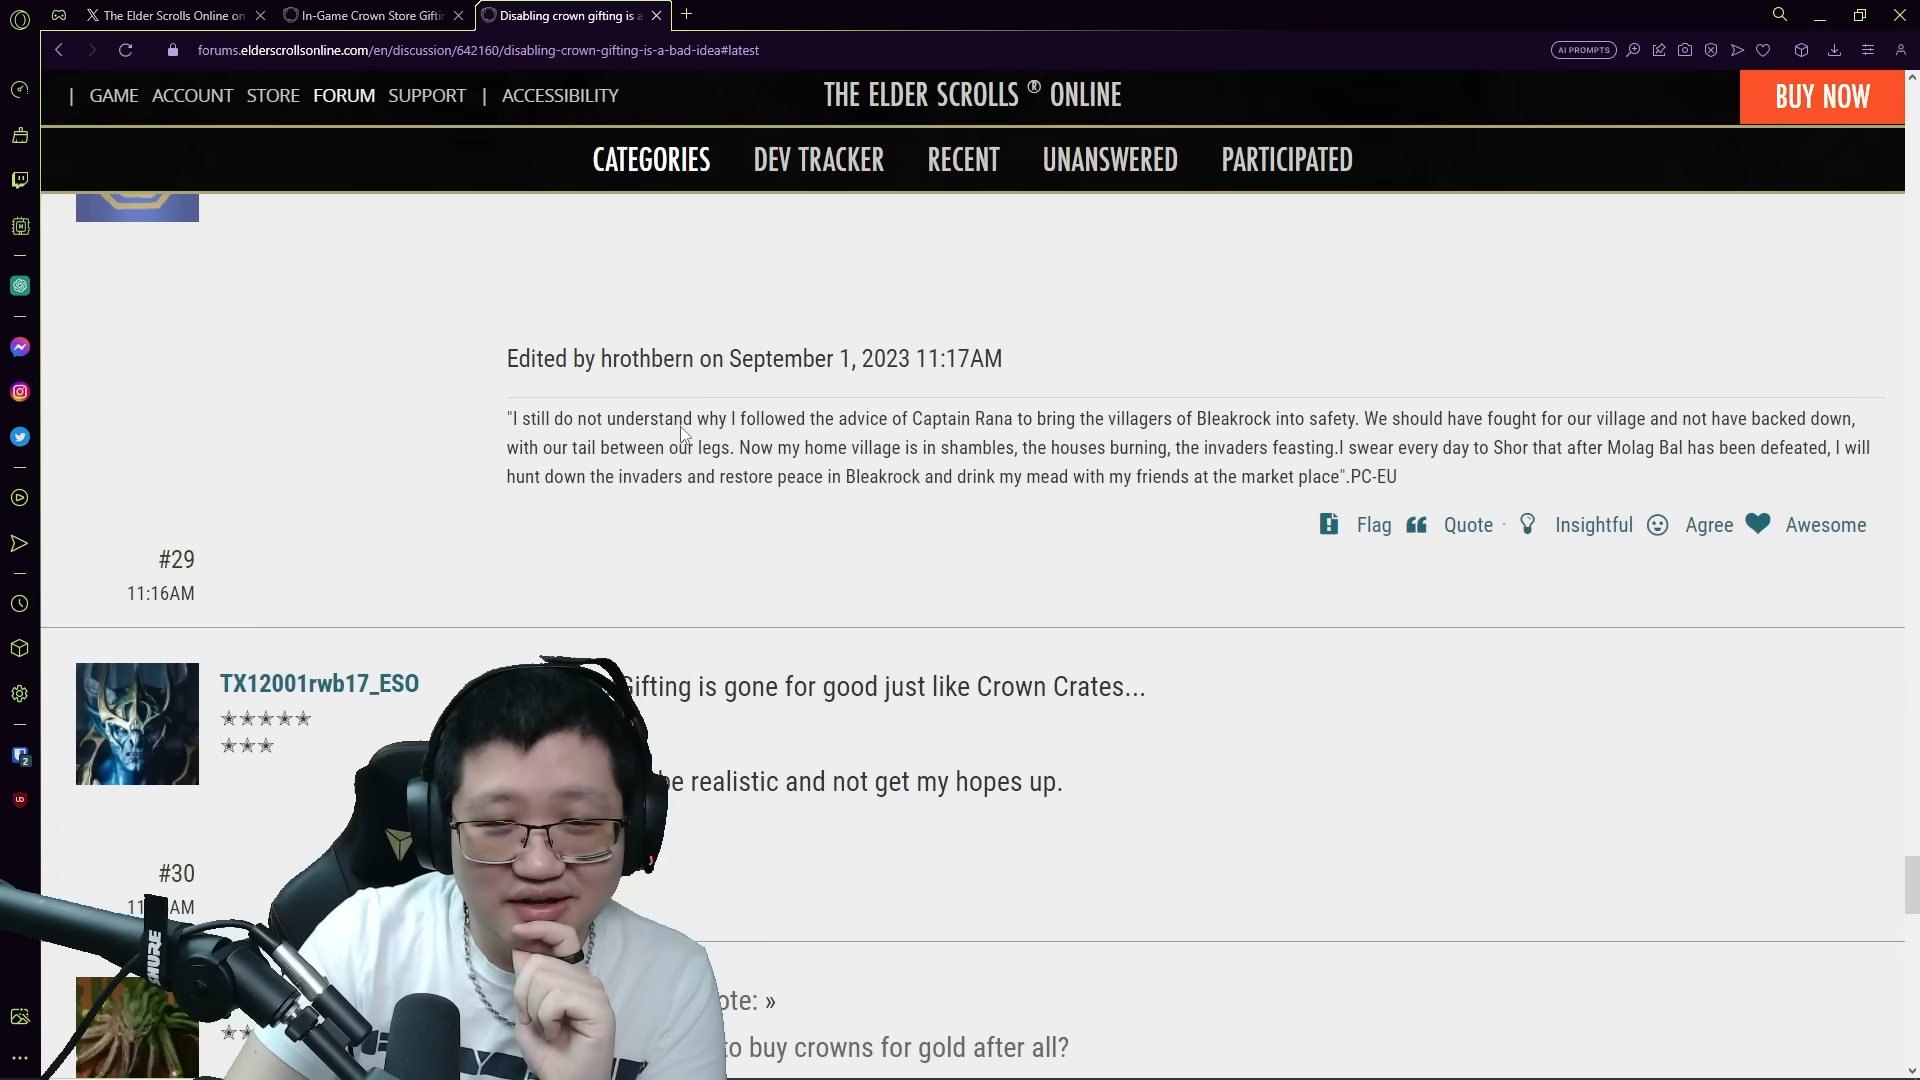 The Elder Scrolls Online on
In-Game Crown Store Giftin
Disabling crown gifting is a
forums.elderscrollsonline.com/en/discussion/642160/disabling-crown-gifting-is-a-bad-idea#latest
AI PROMPTS
| GAME ACCOUNT STORE FORUM SUPPORT | ACCESSIBILITY
THE ELDER SCROLLS ® ONLINE
BUY NOW
CATEGORIES DEV TRACKER RECENT UNANSWERED PARTICIPATED
Edited by hrothbern on September 1, 2023 11:17AM
"I still do not understand why I followed the advice of Captain Rana to bring the villagers of Bleakrock into safety. We should have fought for our village and not have backed down,
with our tail between our legs. Now my home village is in shambles, the houses burning, the invaders feasting.I swear every day to Shor that after Molag Bal has been defeated, I will
hunt down the invaders and restore peace in Bleakrock and drink my mead with my friends at the market place".PC-EU
Flag Quote · Insightful Agree Awesome
#29
11:16AM
TX12001rwb17_ESO
Gifting is gone for good just like Crown Crates...
be realistic and not get my hopes up.
#30
11 AM
SHURE
ote: »
to buy crowns for gold after all?
2